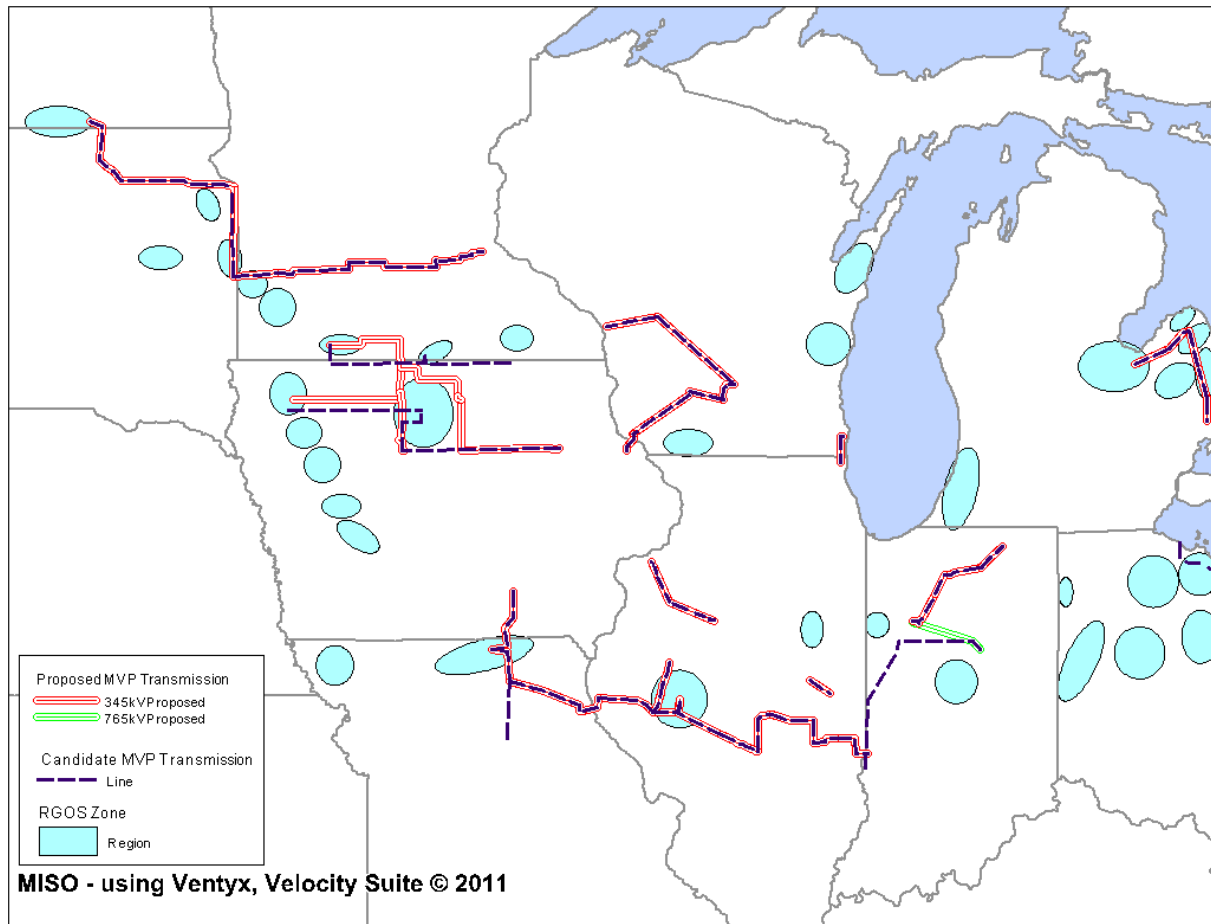 Proposed MVP Transmission
345kVProposed
765kVProposed
Candidate MVP Transmission
Line
RGOS Zone
Region
MISO - using Ventyx, Velocity Suite © 2011